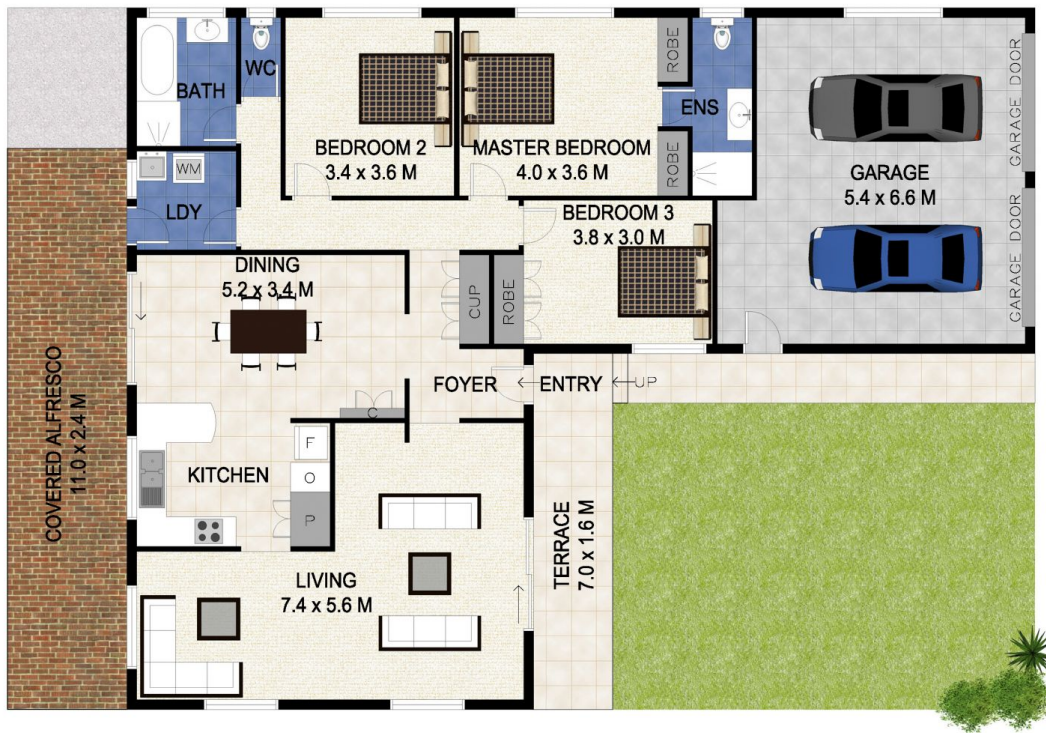 BATH
WC
BEDROOM 2
3.4 x 3.6 M
MASTER BEDROOM
4.0 x 3.6 M
ROBE
ROBE
ENS
GARAGE
5.4 x 6.6 M
GARAGE DOOR
GARAGE DOOR
WM
LDY
BEDROOM 3
3.8 x 3.0 M
DINING
5.2 x 3.4 M
CUP
ROBE
FOYER
ENTRY
UP
C
COVERED ALFRESCO
11.0 x 2.4 M
KITCHEN
F
O
P
TERRACE
7.0 x 1.6 M
LIVING
7.4 x 5.6 M